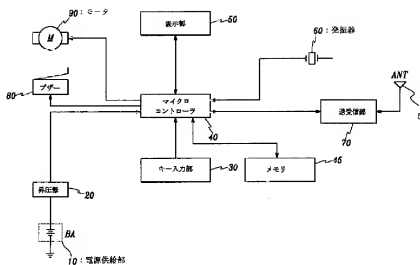 90：モータ
M
表示部
50
60：発振器
ブザー
80
マイクロ
コントローラ
40
ANT
送受信部
70
昇圧器
20
キー入力部
30
メモリ
45
BA
10：電源供給部